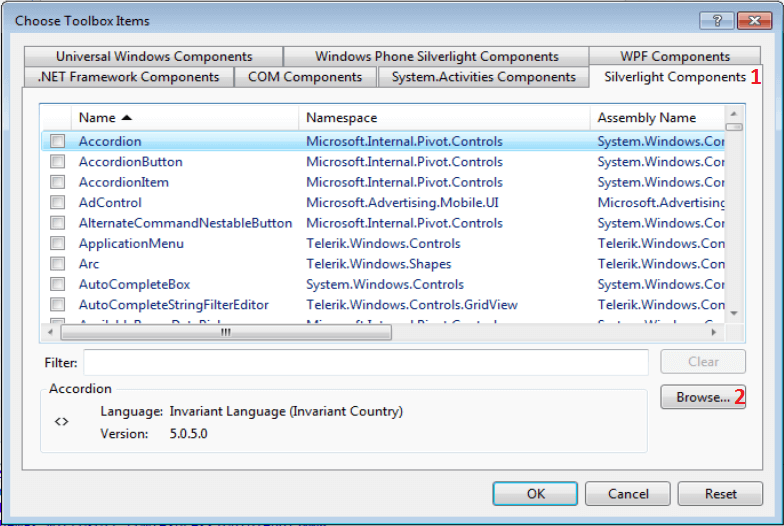 Choose Toolbox Items
Universal Windows Components Windows Phone Silverlight Components WPF Components
.NET Framework Components COM Components System.Activities Components Silverlight Components 1
Name Namespace Assembly Name
Accordion Microsoft.Internal.Pivot.Controls System.Windows.Cor
AccordionButton Microsoft.Internal.Pivot.Controls System.Windows.Cor
AccordionItem Microsoft.Internal.Pivot.Controls System.Windows.Cor
AdControl Microsoft.Advertising.Mobile.UI Microsoft.Advertising
AlternateCommandNestableButton Microsoft.Internal.Pivot.Controls System.Windows.Cor
ApplicationMenu Telerik.Windows.Controls Telerik.Windows.Con
Arc Telerik.Windows.Shapes Telerik.Windows.Con
AutoCompleteBox System.Windows.Controls System.Windows.Cor
AutoCompleteStringFilterEditor Telerik.Windows.Controls.GridView Telerik.Windows.Con
Filter: Clear
Accordion
Browse... 2
<> Language: Invariant Language (Invariant Country)
Version: 5.0.5.0
OK Cancel Reset